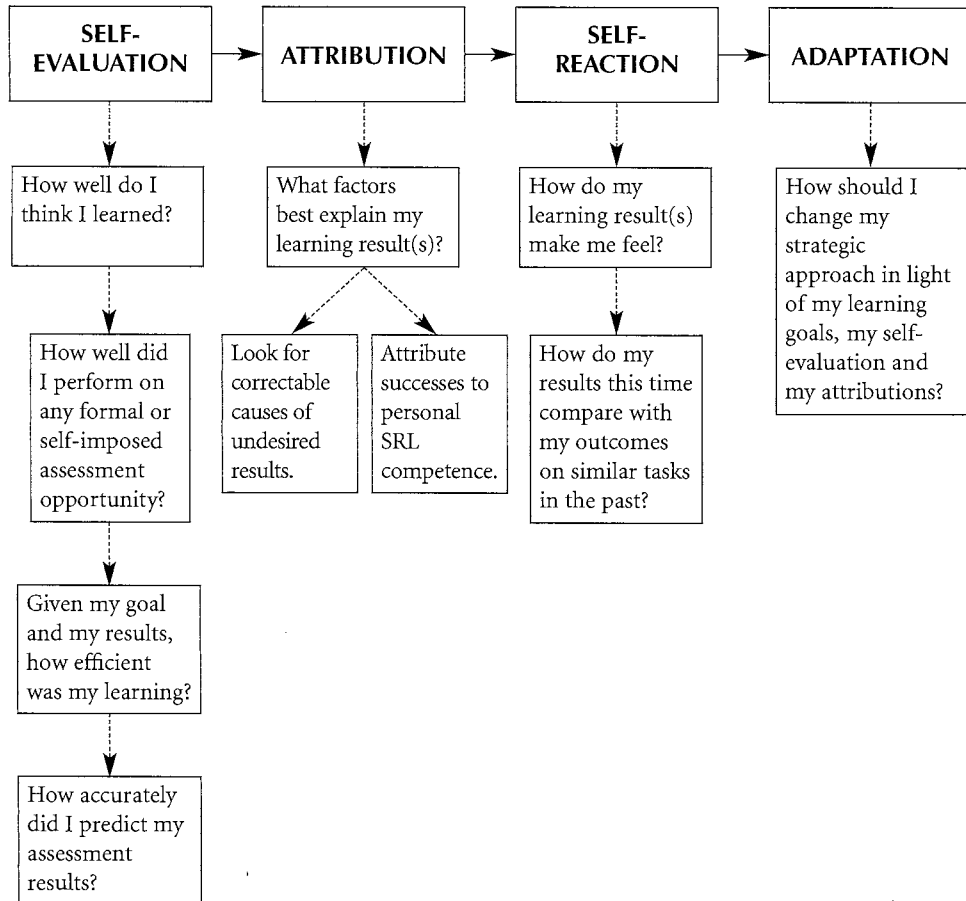 SELF-
EVALUATION
ATTRIBUTION
SELF-
REACTION
ADAPTATION
How well do I
think I learned?
How well did
I perform on
any formal or
self-imposed
assessment
opportunity?
Given my goal
and my results,
how efficient
was my learning?
How accurately
did I predict my
assessment
results?
What factors
best explain my
learning result(s)?
Look for
correctable
causes of
undesired
results.
Attribute
successes to
personal
SRL
competence.
How do my
learning result(s)
make me feel?
How do my
results this time
compare with
my outcomes
on similar tasks
in the past?
How should I
change my
strategic
approach in light
of my learning
goals, my self-
evaluation and
my attributions?